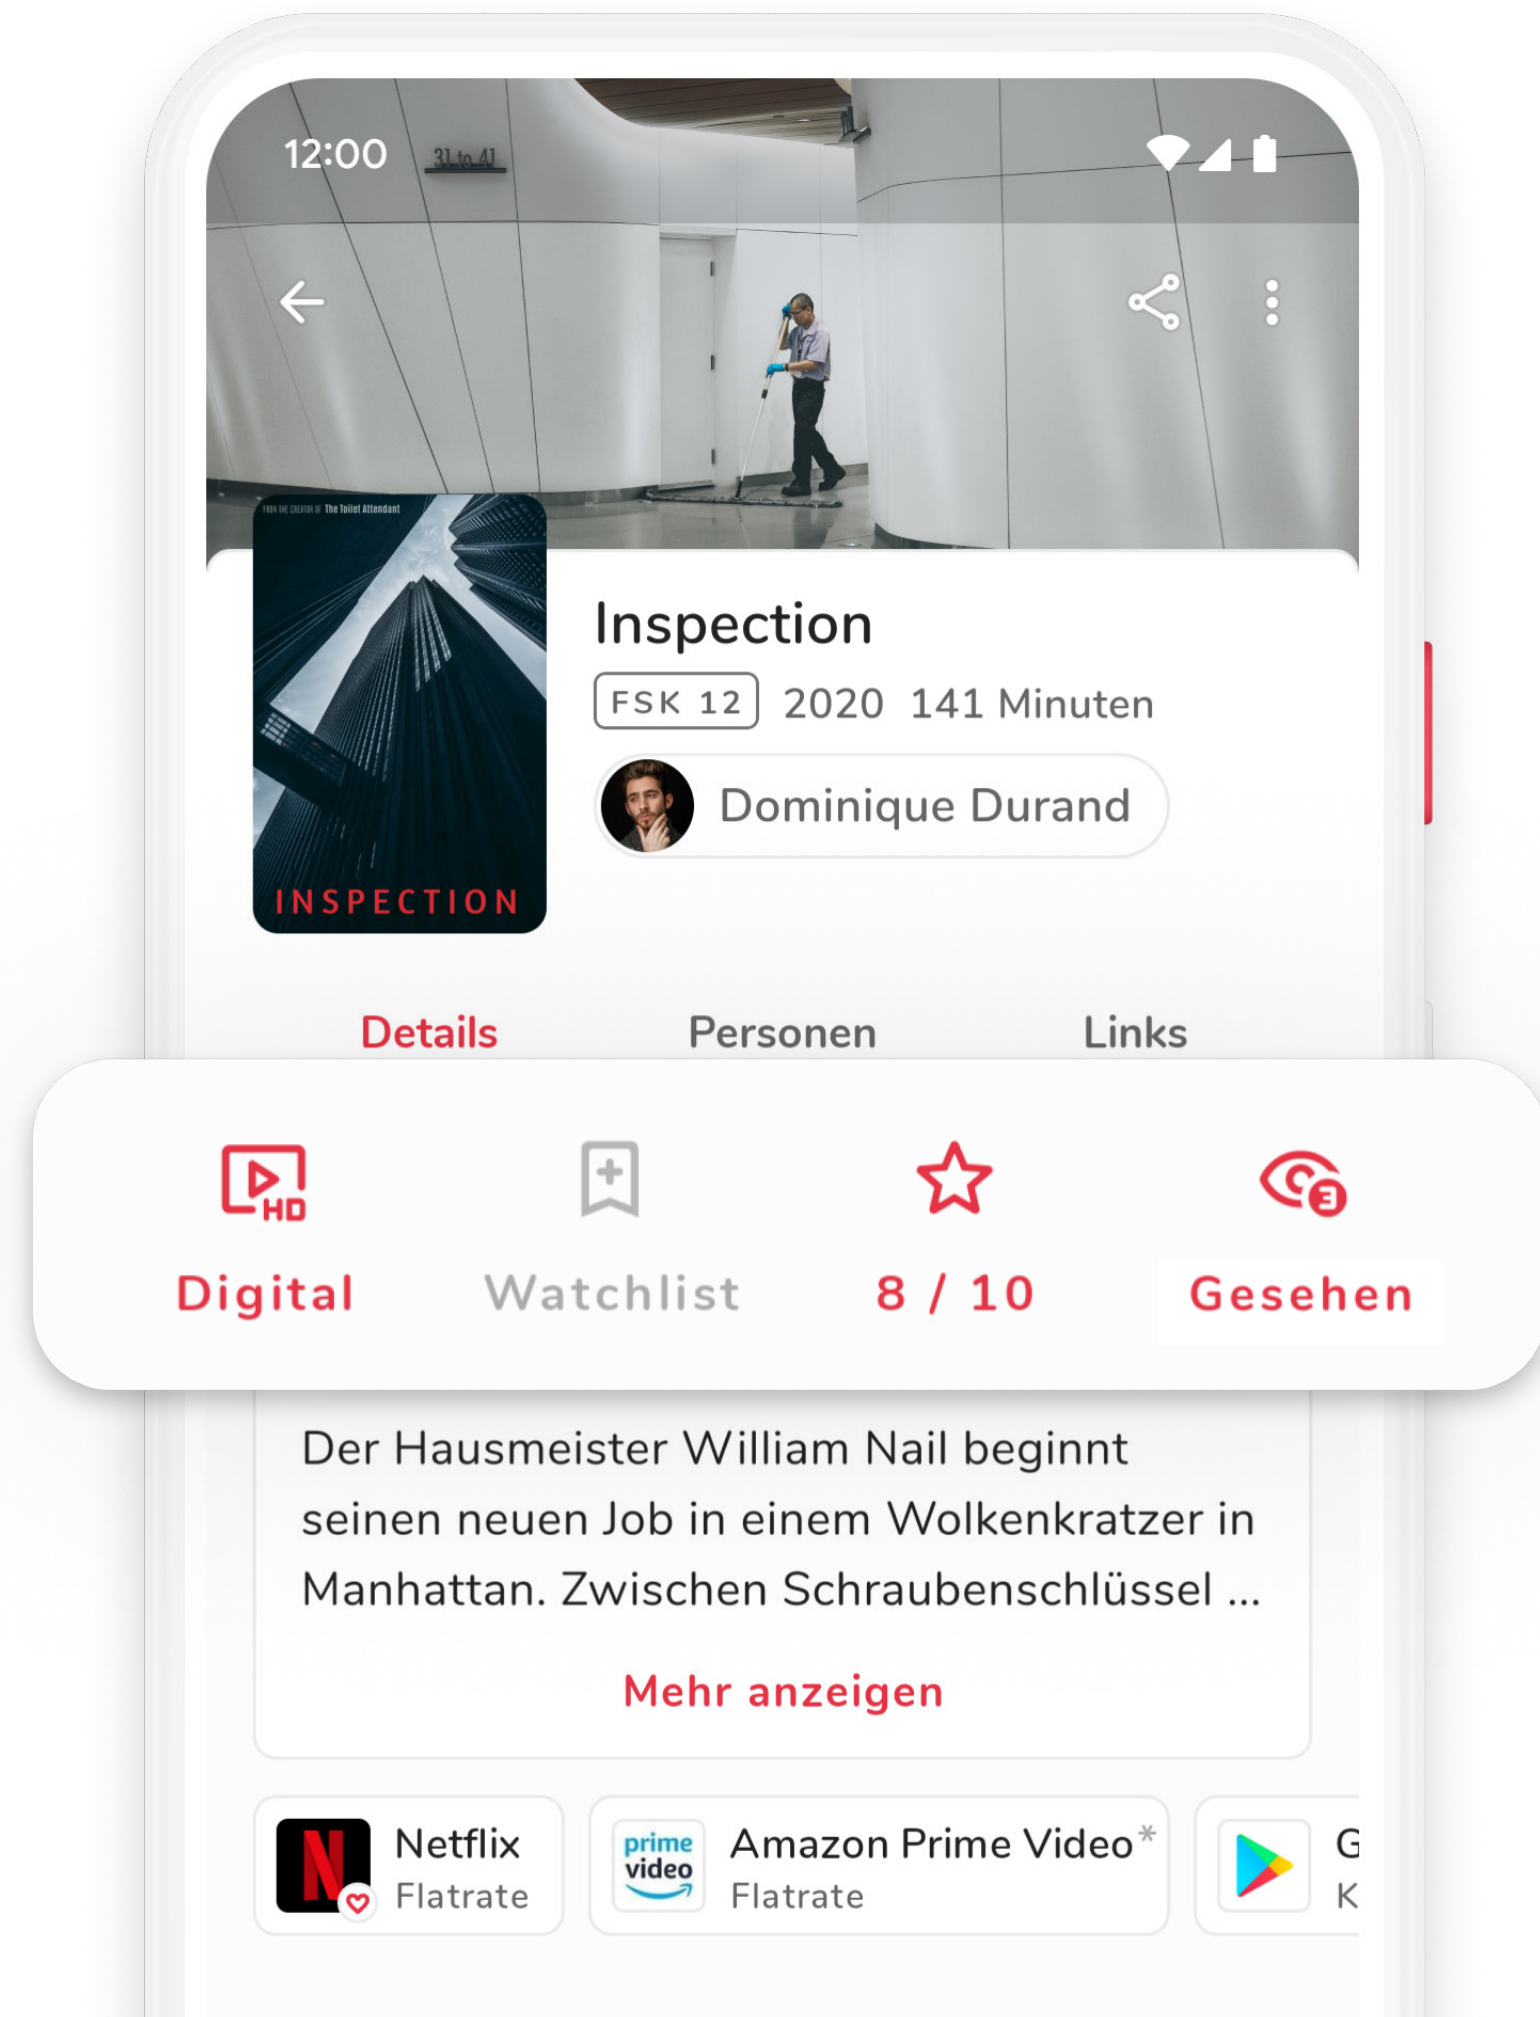 12:00
31 to 41
FROM THE CREATOR OF The Toilet Attendant
INSPECTION
Inspection
FSK 12 2020 141 Minuten
Dominique Durand
Details Personen Links
HD 3
Digital Watchlist 8 / 10 Gesehen
Der Hausmeister William Nail beginnt
seinen neuen Job in einem Wolkenkratzer in
Manhattan. Zwischen Schraubenschlüssel ...
Mehr anzeigen
N
Netflix
Flatrate
prime
video
Amazon Prime Video*
Flatrate
G
K